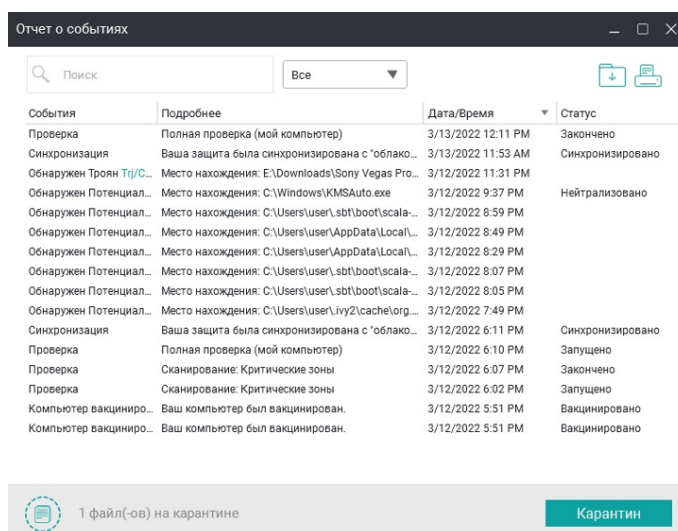 Отчет о событиях
Поиск
Все
События Подробнее Дата/Время Статус
Проверка Полная проверка (мой компьютер) 3/13/2022 12:11 PM Закончено
Синхронизация Ваша защита была синхронизирована с "облако... 3/13/2022 11:53 AM Синхронизировано
Обнаружен Троян Trj/C... Место нахождения: E:\Downloads\Sony Vegas Pro... 3/12/2022 11:31 PM
Обнаружен Потенциал... Место нахождения: C:\Windows\KMSAuto.exe 3/12/2022 9:37 PM Нейтрализовано
Обнаружен Потенциал... Место нахождения: C:\Users\user\.sbt\boot\scala-... 3/12/2022 8:59 PM
Обнаружен Потенциал... Место нахождения: C:\Users\user\AppData\Local\... 3/12/2022 8:49 PM
Обнаружен Потенциал... Место нахождения: C:\Users\user\AppData\Local\... 3/12/2022 8:29 PM
Обнаружен Потенциал... Место нахождения: C:\Users\user\.sbt\boot\scala-... 3/12/2022 8:07 PM
Обнаружен Потенциал... Место нахождения: C:\Users\user\.sbt\boot\scala-... 3/12/2022 8:05 PM
Обнаружен Потенциал... Место нахождения: C:\Users\user\.ivy2\cache\org.... 3/12/2022 7:49 PM
Синхронизация Ваша защита была синхронизирована с "облако... 3/12/2022 6:11 PM Синхронизировано
Проверка Полная проверка (мой компьютер) 3/12/2022 6:10 PM Запущено
Проверка Сканирование: Критические зоны 3/12/2022 6:07 PM Закончено
Проверка Сканирование: Критические зоны 3/12/2022 6:02 PM Запущено
Компьютер вакциниро... Ваш компьютер был вакцинирован. 3/12/2022 5:51 PM Вакцинировано
Компьютер вакциниро... Ваш компьютер был вакцинирован. 3/12/2022 5:51 PM Вакцинировано
1 файл(-ов) на карантине
Карантин